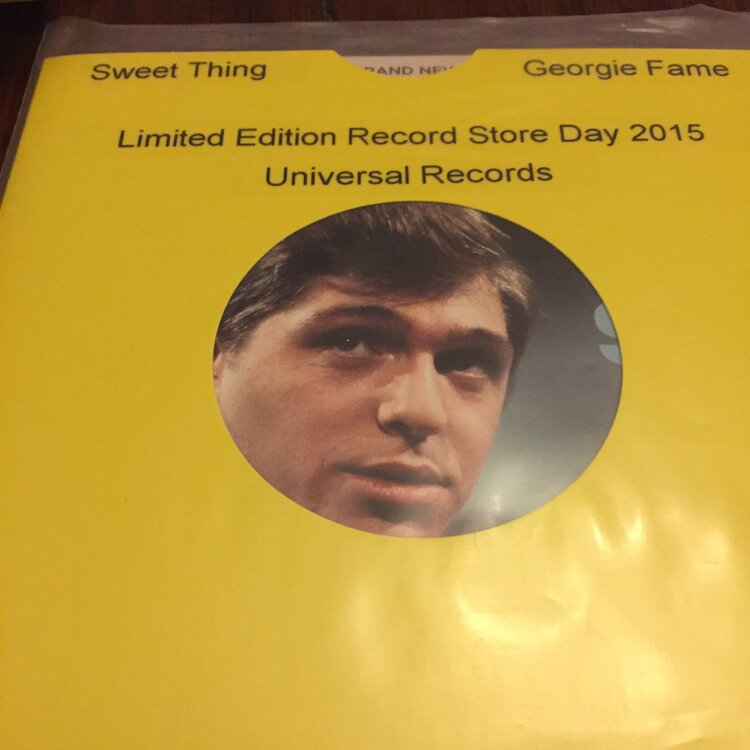 Sweet Thing
Georgie Fame
Limited Edition Record Store Day 2015
Universal Records